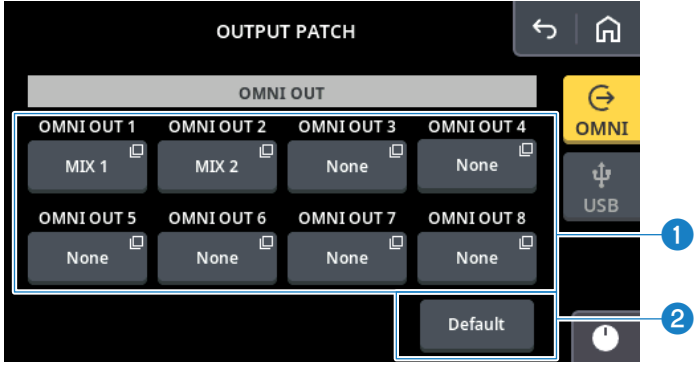 OUTPUT PATCH
OMNI OUT
OMNI
USB
OMNI OUT 1 OMNI OUT 2 OMNI OUT 3 OMNI OUT 4
MIX 1 MIX 2 None None
OMNI OUT 5 OMNI OUT 6 OMNI OUT 7 OMNI OUT 8
None None None None
1
Default
2